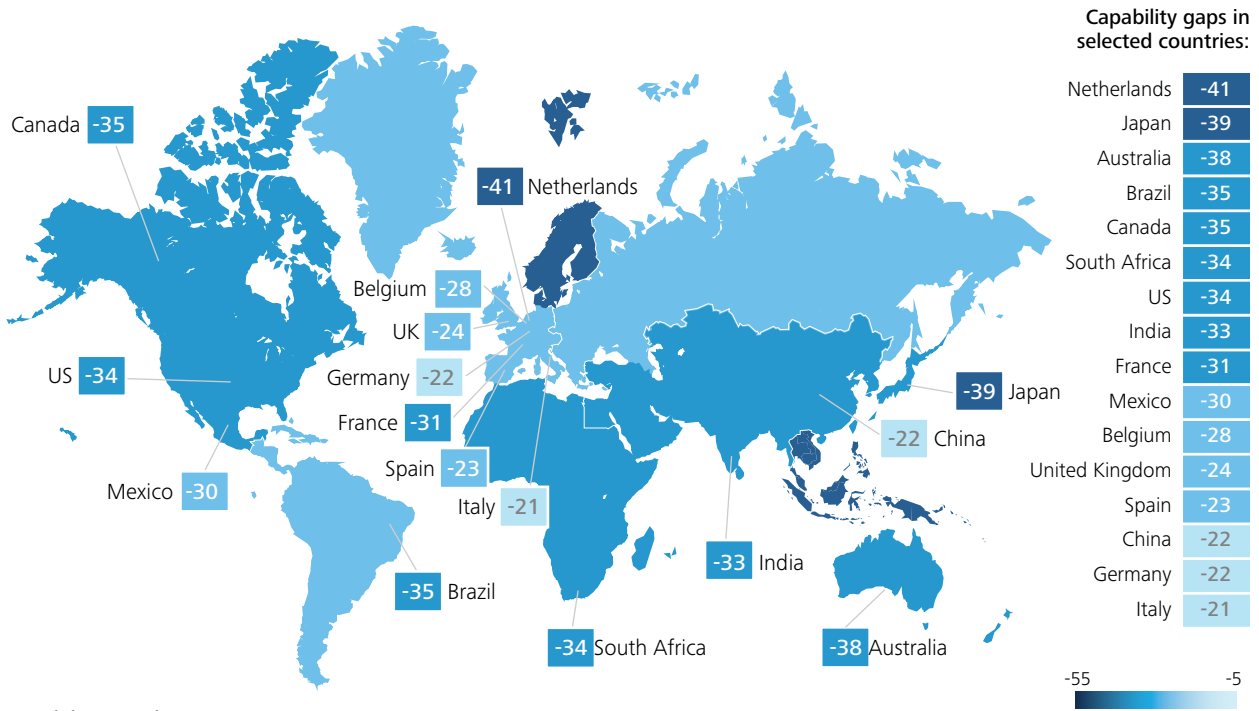 Capability gaps in
selected countries:
Netherlands -41
Japan -39
Australia -38
Brazil -35
Canada -35
South Africa -34
US -34
India -33
France -31
Mexico -30
Belgium -28
United Kingdom -24
Spain -23
China -22
Germany -22
Italy -21
-55 -5
Canada -35
-41 Netherlands
Belgium -28
UK -24
US -34
Germany -22
-39 Japan
France -31
-22 China
Spain -23
Mexico -30
Italy -21
-33 India
-35 Brazil
-34 South Africa
-38 Australia